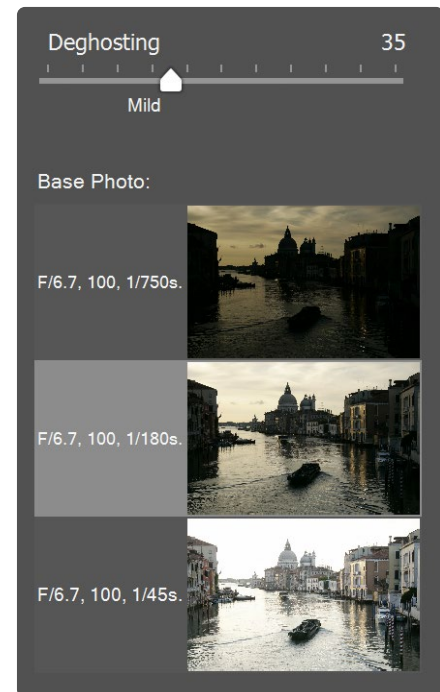 Deghosting 35
Mild
Base Photo:
F/6.7, 100, 1/750s.
F/6.7, 100, 1/180s.
F/6.7, 100, 1/45s.